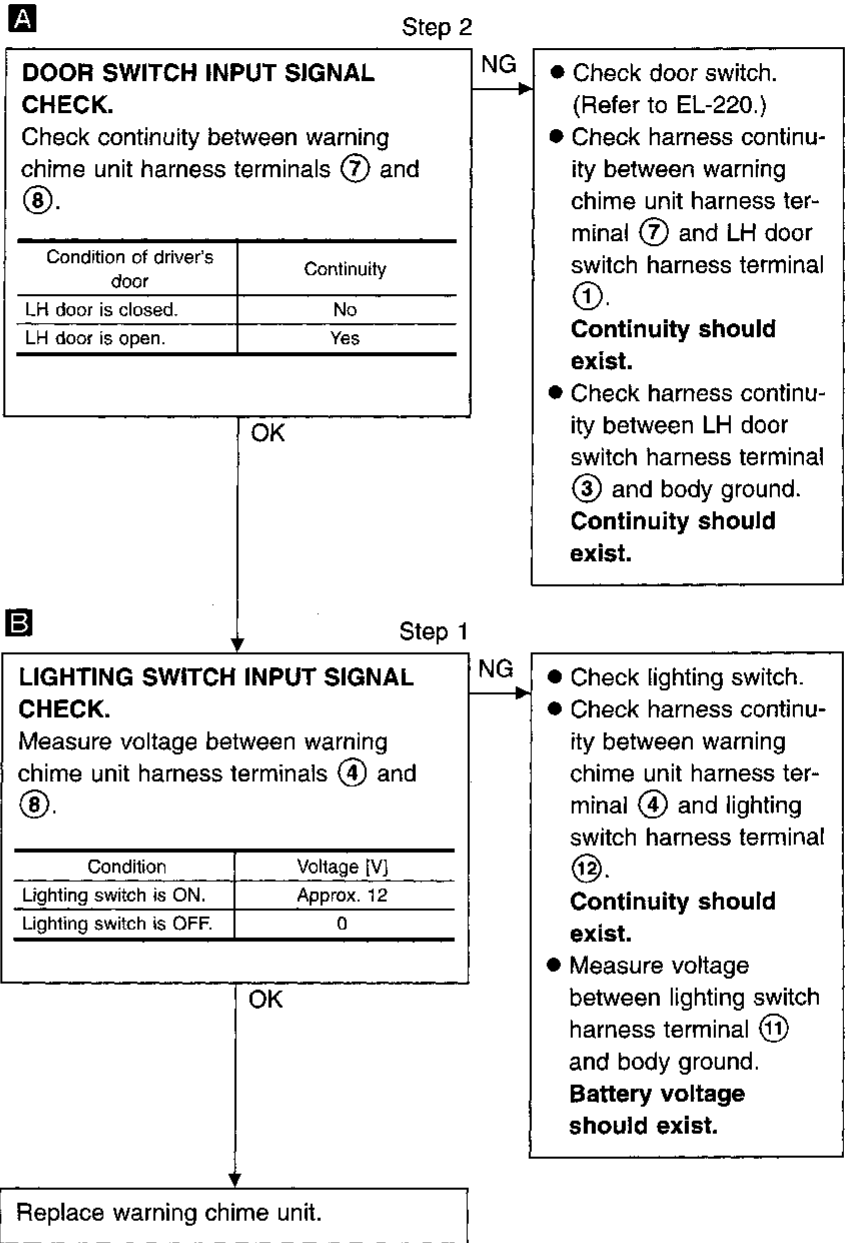 A
Step 2
DOOR SWITCH INPUT SIGNAL
CHECK.
Check continuity between warning
chime unit harness terminals ⑦ and
⑧.
Condition of driver's
door
Continuity
LH door is closed.
No
LH door is open.
Yes
NG
● Check door switch.
(Refer to EL-220.)
● Check harness continu-
ity between warning
chime unit harness ter-
minal ⑦ and LH door
switch harness terminal
①.
Continuity should
exist.
● Check harness continu-
ity between LH door
switch harness terminal
③ and body ground.
Continuity should
exist.
OK
B
Step 1
LIGHTING SWITCH INPUT SIGNAL
CHECK.
Measure voltage between warning
chime unit harness terminals ④ and
⑧.
Condition
Voltage [V]
Lighting switch is ON.
Approx. 12
Lighting switch is OFF.
0
NG
● Check lighting switch.
● Check harness continu-
ity between warning
chime unit harness ter-
minal ④ and lighting
switch harness terminal
⑫.
Continuity should
exist.
● Measure voltage
between lighting switch
harness terminal ⑪
and body ground.
Battery voltage
should exist.
OK
Replace warning chime unit.